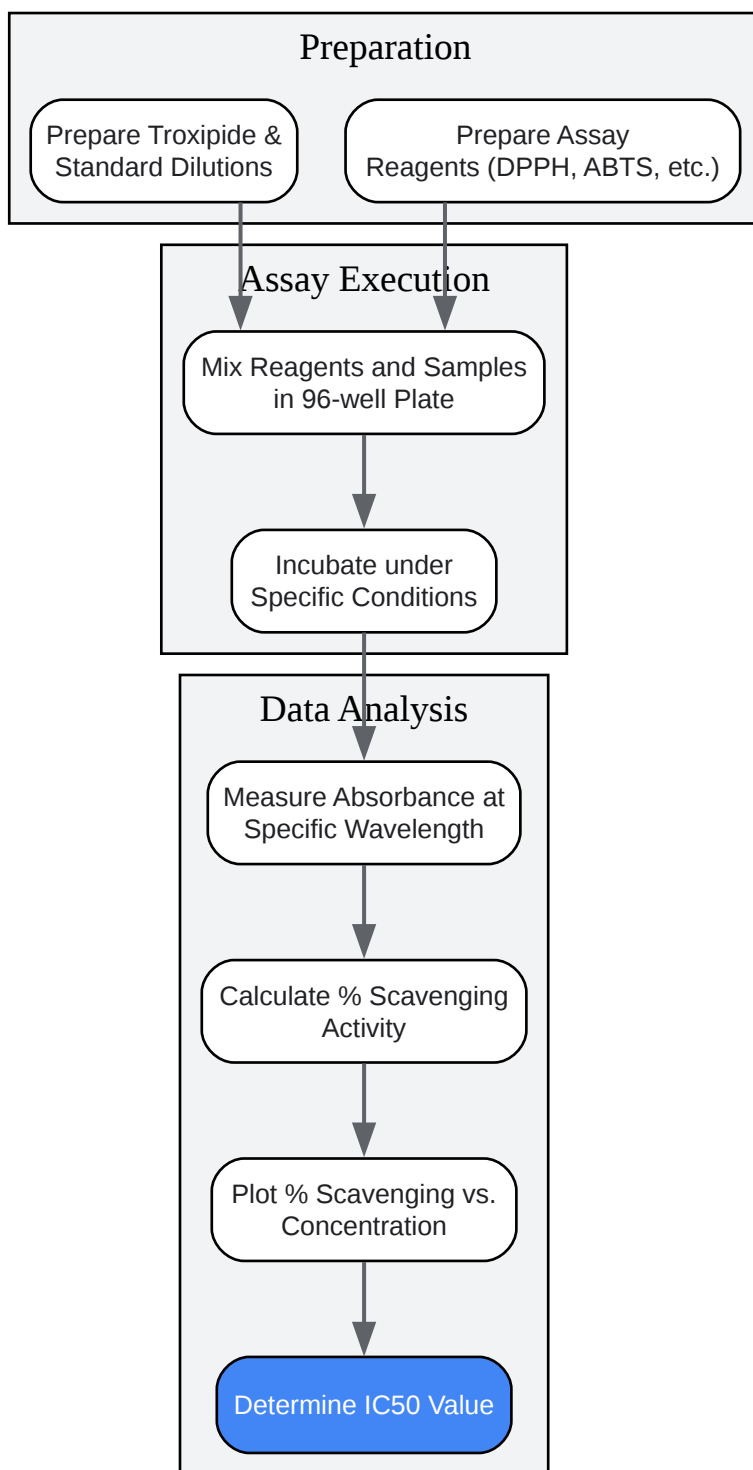 Preparation
Prepare Troxipide &
Standard Dilutions
Prepare Assay
Reagents (DPPH, ABTS, etc.)
Assay Execution
Mix Reagents and Samples
in 96-well Plate
Incubate under
Specific Conditions
Data Analysis
Measure Absorbance at
Specific Wavelength
Calculate % Scavenging
Activity
Plot % Scavenging vs.
Concentration
Determine IC50 Value